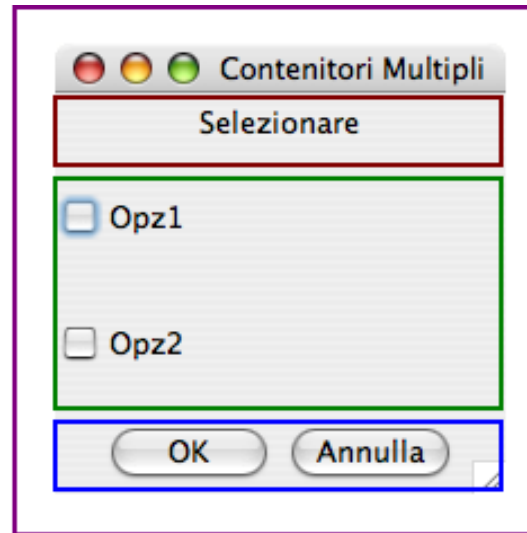 Contenitori Multipli
Selezionare
Opz1
Opz2
OK Annulla